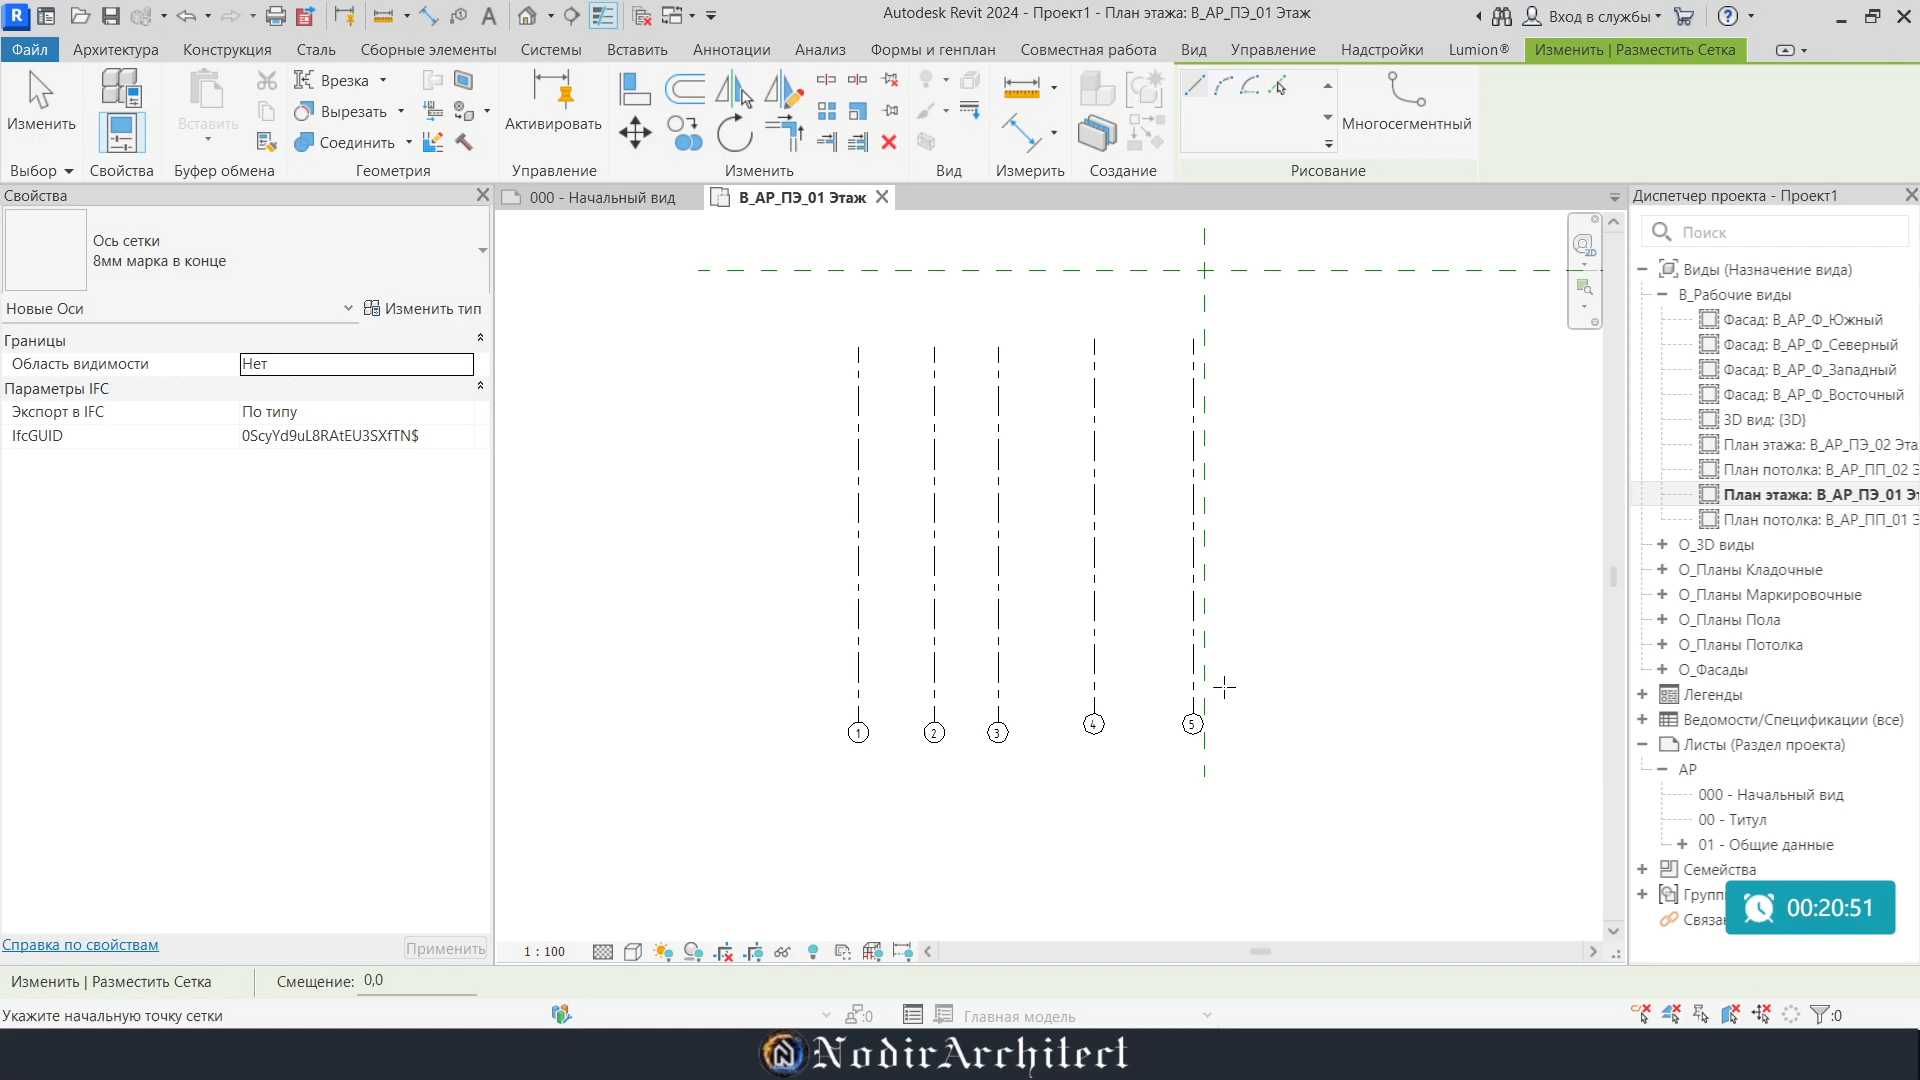 Autodesk Revit 2024 - Проект1 - План этажа: В_АР_ПЭ_01 Этаж
Вход в службы
Файл Архитектура Конструкция Сталь Сборные элементы Системы Вставить Аннотации Анализ Формы и генплан Совместная работа Вид Управление Надстройки Lumion® Изменить | Разместить Сетка
Изменить
Вставить
Врезка
Вырезать
Соединить
Активировать
Многосегментный
Выбор Свойства Буфер обмена Геометрия Управление Изменить Вид Измерить Создание Рисование
Свойства
Ось сетки
8мм марка в конце
Новые Оси
Изменить тип
Границы
Область видимости Нет
Параметры IFC
Экспорт в IFC По типу
IfcGUID 0ScyYd9uL8RAtEU3SXfTN$
Справка по свойствам
Применить
000 - Начальный вид
В_АР_ПЭ_01 Этаж
2D
1 2 3 4 5
1 : 100
Диспетчер проекта - Проект1
Поиск
Виды (Назначение вида)
В_Рабочие виды
Фасад: В_АР_Ф_Южный
Фасад: В_АР_Ф_Северный
Фасад: В_АР_Ф_Западный
Фасад: В_АР_Ф_Восточный
3D вид: {3D}
План этажа: В_АР_ПЭ_02 Эта
План потолка: В_АР_ПП_02 Э
План этажа: В_АР_ПЭ_01 Эт
План потолка: В_АР_ПП_01 Э
О_3D виды
О_Планы Кладочные
О_Планы Маркировочные
О_Планы Пола
О_Планы Потолка
О_Фасады
Легенды
Ведомости/Спецификации (все)
Листы (Раздел проекта)
АР
000 - Начальный вид
00 - Титул
01 - Общие данные
Семейства
Групп
Связа
00:20:51
Изменить | Разместить Сетка
Смещение: 0,0
Укажите начальную точку сетки
:0
Главная модель
:0
NodirArchitect